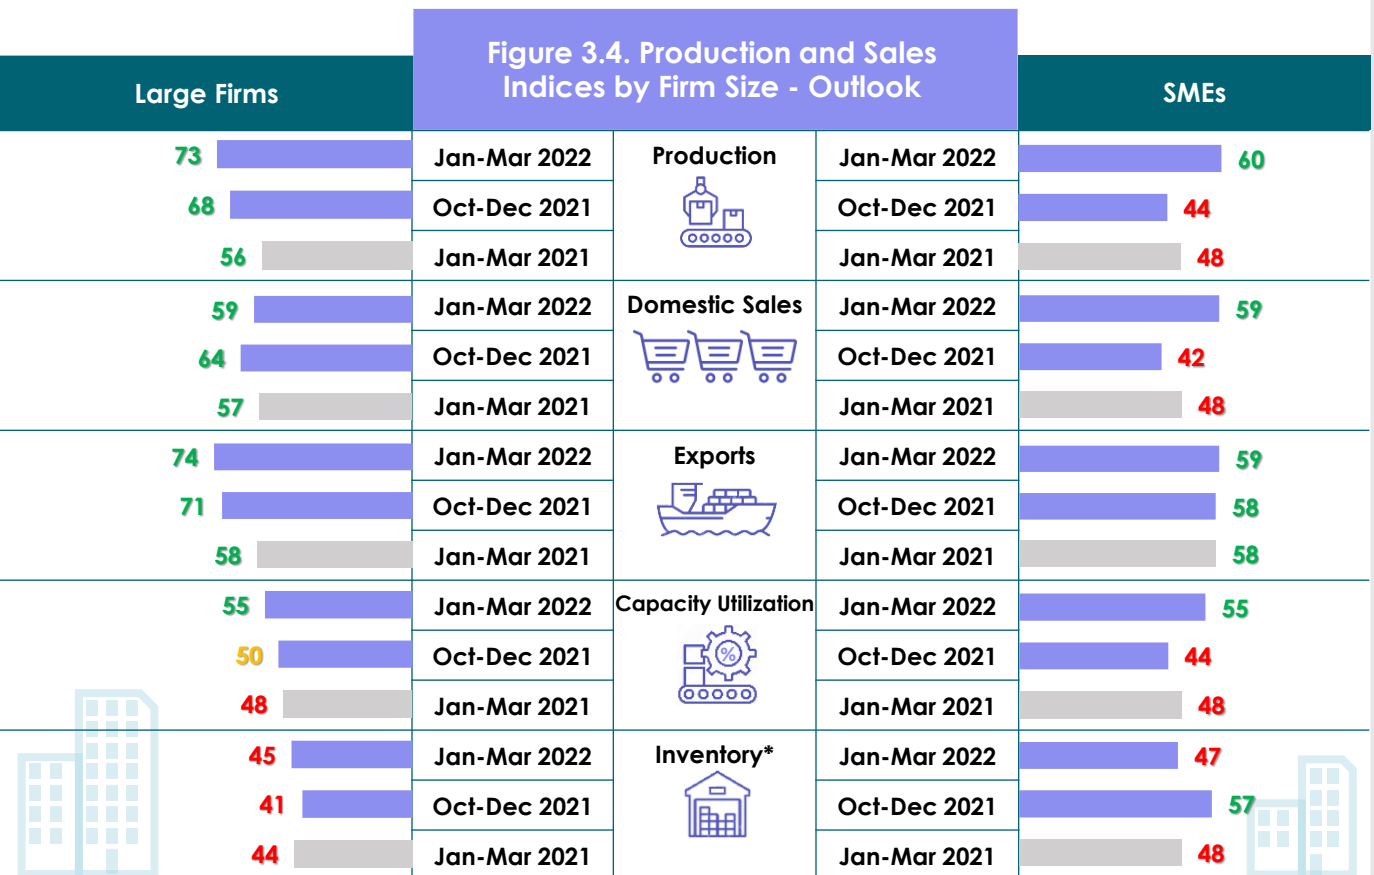 Figure 3.4. Production and Sales
Indices by Firm Size - Outlook
Large Firms
SMEs
73 Jan-Mar 2022 Production Jan-Mar 2022 60
68 Oct-Dec 2021 Oct-Dec 2021 44
56 Jan-Mar 2021 Jan-Mar 2021 48
59 Jan-Mar 2022 Domestic Sales Jan-Mar 2022 59
64 Oct-Dec 2021 Oct-Dec 2021 42
57 Jan-Mar 2021 Jan-Mar 2021 48
74 Jan-Mar 2022 Exports Jan-Mar 2022 59
71 Oct-Dec 2021 Oct-Dec 2021 58
58 Jan-Mar 2021 Jan-Mar 2021 58
55 Jan-Mar 2022 Capacity Utilization Jan-Mar 2022 55
50 Oct-Dec 2021 % Oct-Dec 2021 44
48 Jan-Mar 2021 Jan-Mar 2021 48
45 Jan-Mar 2022 Inventory* Jan-Mar 2022 47
41 Oct-Dec 2021 Oct-Dec 2021 57
44 Jan-Mar 2021 Jan-Mar 2021 48